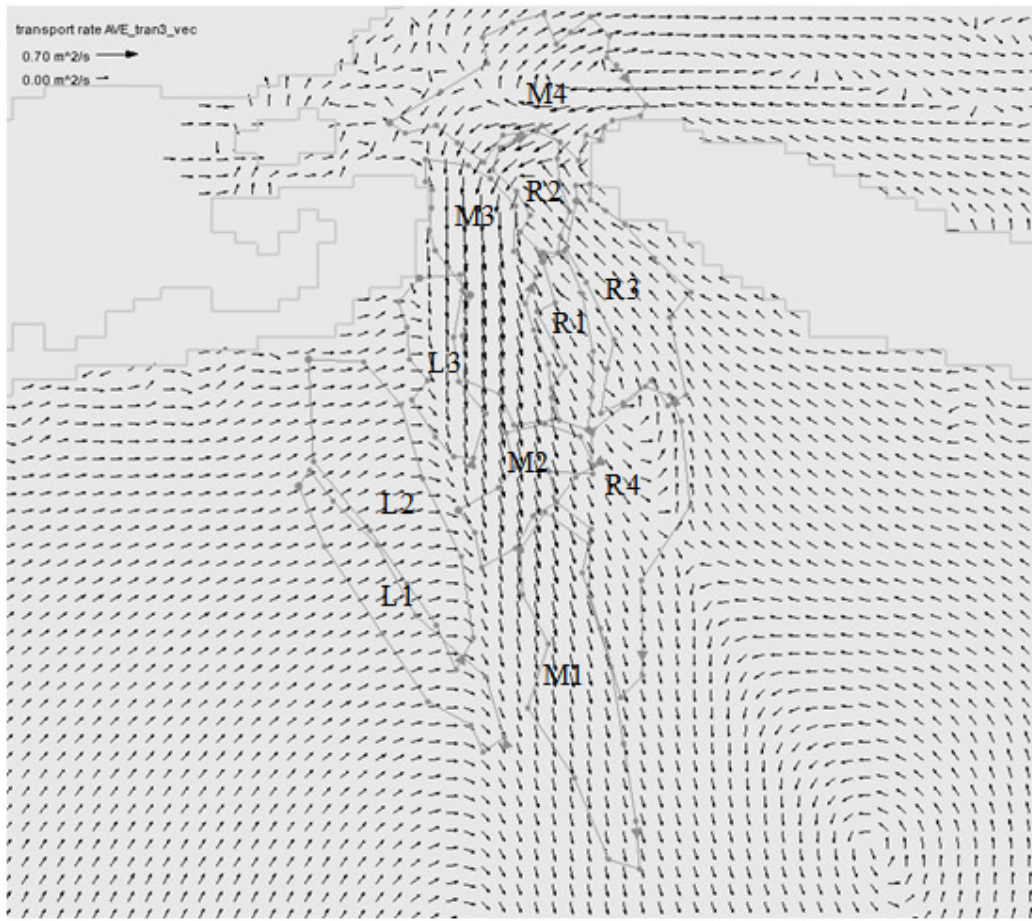 transport rate AVE_tran3_vec
0.70 m^2/s
0.00 m^2/s
M4
R2
M3
R3
R1
L3
M2
R4
L2
L1
M1